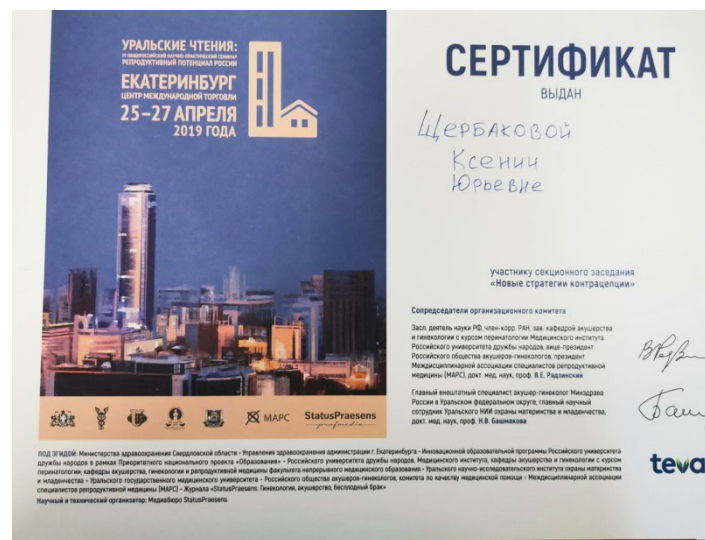 УРАЛЬСКИЕ ЧТЕНИЯ:
VI ОБЩЕРОССИЙСКИЙ НАУЧНО-ПРАКТИЧЕСКИЙ СЕМИНАР
РЕПРОДУКТИВНЫЙ ПОТЕНЦИАЛ РОССИИ
ЕКАТЕРИНБУРГ
ЦЕНТР МЕЖДУНАРОДНОЙ ТОРГОВЛИ
25–27 АПРЕЛЯ
2019 ГОДА
СЕРТИФИКАТ
ВЫДАН
Щербаковой
Ксении
Юрьевне
участнику секционного заседания
«Новые стратегии контрацепции»
Сопредседатели организационного комитета
Засл. деятель науки РФ, член-корр. РАН, зав. кафедрой акушерства
и гинекологии с курсом перинатологии Медицинского института
Российского университета дружбы народов, вице-президент
Российского общества акушеров-гинекологов, президент
Междисциплинарной ассоциации специалистов репродуктивной
медицины (МАРС), докт. мед. наук, проф. В.Е. Радзинский
Главный внештатный специалист акушер-гинеколог Минздрава
России в Уральском федеральном округе, главный научный
сотрудник Уральского НИИ охраны материнства и младенчества,
докт. мед. наук, проф. Н.В. Башмакова
МАРС
StatusPraesens
profmedia
teva
ПОД ЭГИДОЙ: Министерства здравоохранения Свердловской области • Управления здравоохранения администрации г. Екатеринбурга • Инновационной образовательной программы Российского университета
дружбы народов в рамках Приоритетного национального проекта «Образование» • Российского университета дружбы народов, Медицинского института, кафедры акушерства и гинекологии с курсом
перинатологии; кафедры акушерства, гинекологии и репродуктивной медицины факультета непрерывного медицинского образования • Уральского научно-исследовательского института охраны материнства
и младенчества • Уральского государственного медицинского университета • Российского общества акушеров-гинекологов, комитета по качеству медицинской помощи • Междисциплинарной ассоциации
специалистов репродуктивной медицины (МАРС) • Журнала «StatusPraesens. Гинекология, акушерство, бесплодный брак»
Научный и технический организатор: Медиабюро StatusPraesens